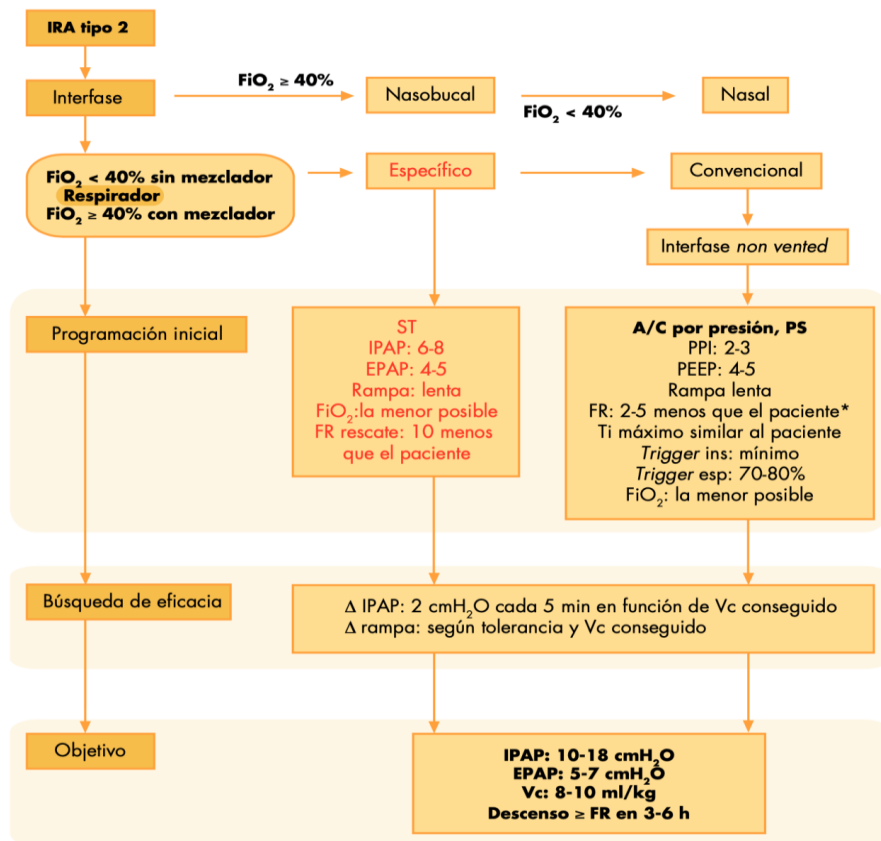 IRA tipo 2
Interfase
FiO₂ ≥ 40%
Nasobucal
FiO₂ < 40%
Nasal
FiO₂ < 40% sin mezclador
Respirador
FiO₂ ≥ 40% con mezclador
Específico
Convencional
Interfase non vented
Programación inicial
ST
IPAP: 6-8
EPAP: 4-5
Rampa: lenta
FiO₂:la menor posible
FR rescate: 10 menos
que el paciente
A/C por presión, PS
PPI: 2-3
PEEP: 4-5
Rampa lenta
FR: 2-5 menos que el paciente*
Ti máximo similar al paciente
Trigger ins: mínimo
Trigger esp: 70-80%
FiO₂: la menor posible
Búsqueda de eficacia
Δ IPAP: 2 cmH₂O cada 5 min en función de Vc conseguido
Δ rampa: según tolerancia y Vc conseguido
Objetivo
IPAP: 10-18 cmH₂O
EPAP: 5-7 cmH₂O
Vc: 8-10 ml/kg
Descenso ≥ FR en 3-6 h